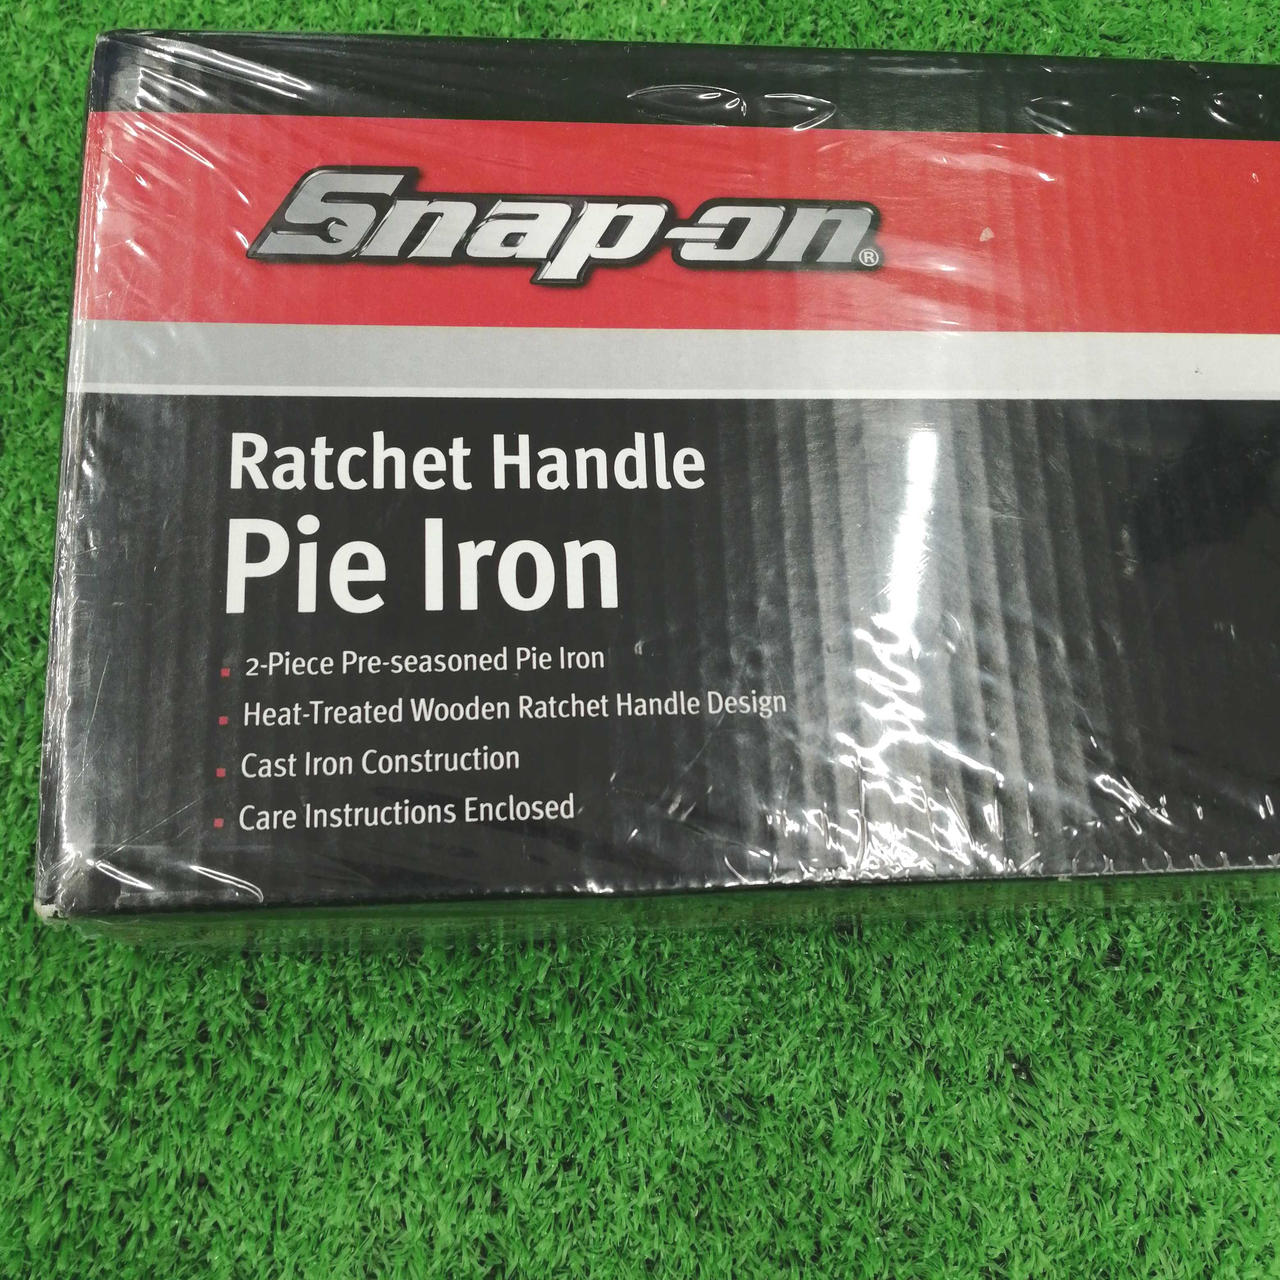 Snap-on®
Ratchet Handle
Pie Iron
▪ 2-Piece Pre-seasoned Pie Iron
▪ Heat-Treated Wooden Ratchet Handle Design
▪ Cast Iron Construction
▪ Care Instructions Enclosed